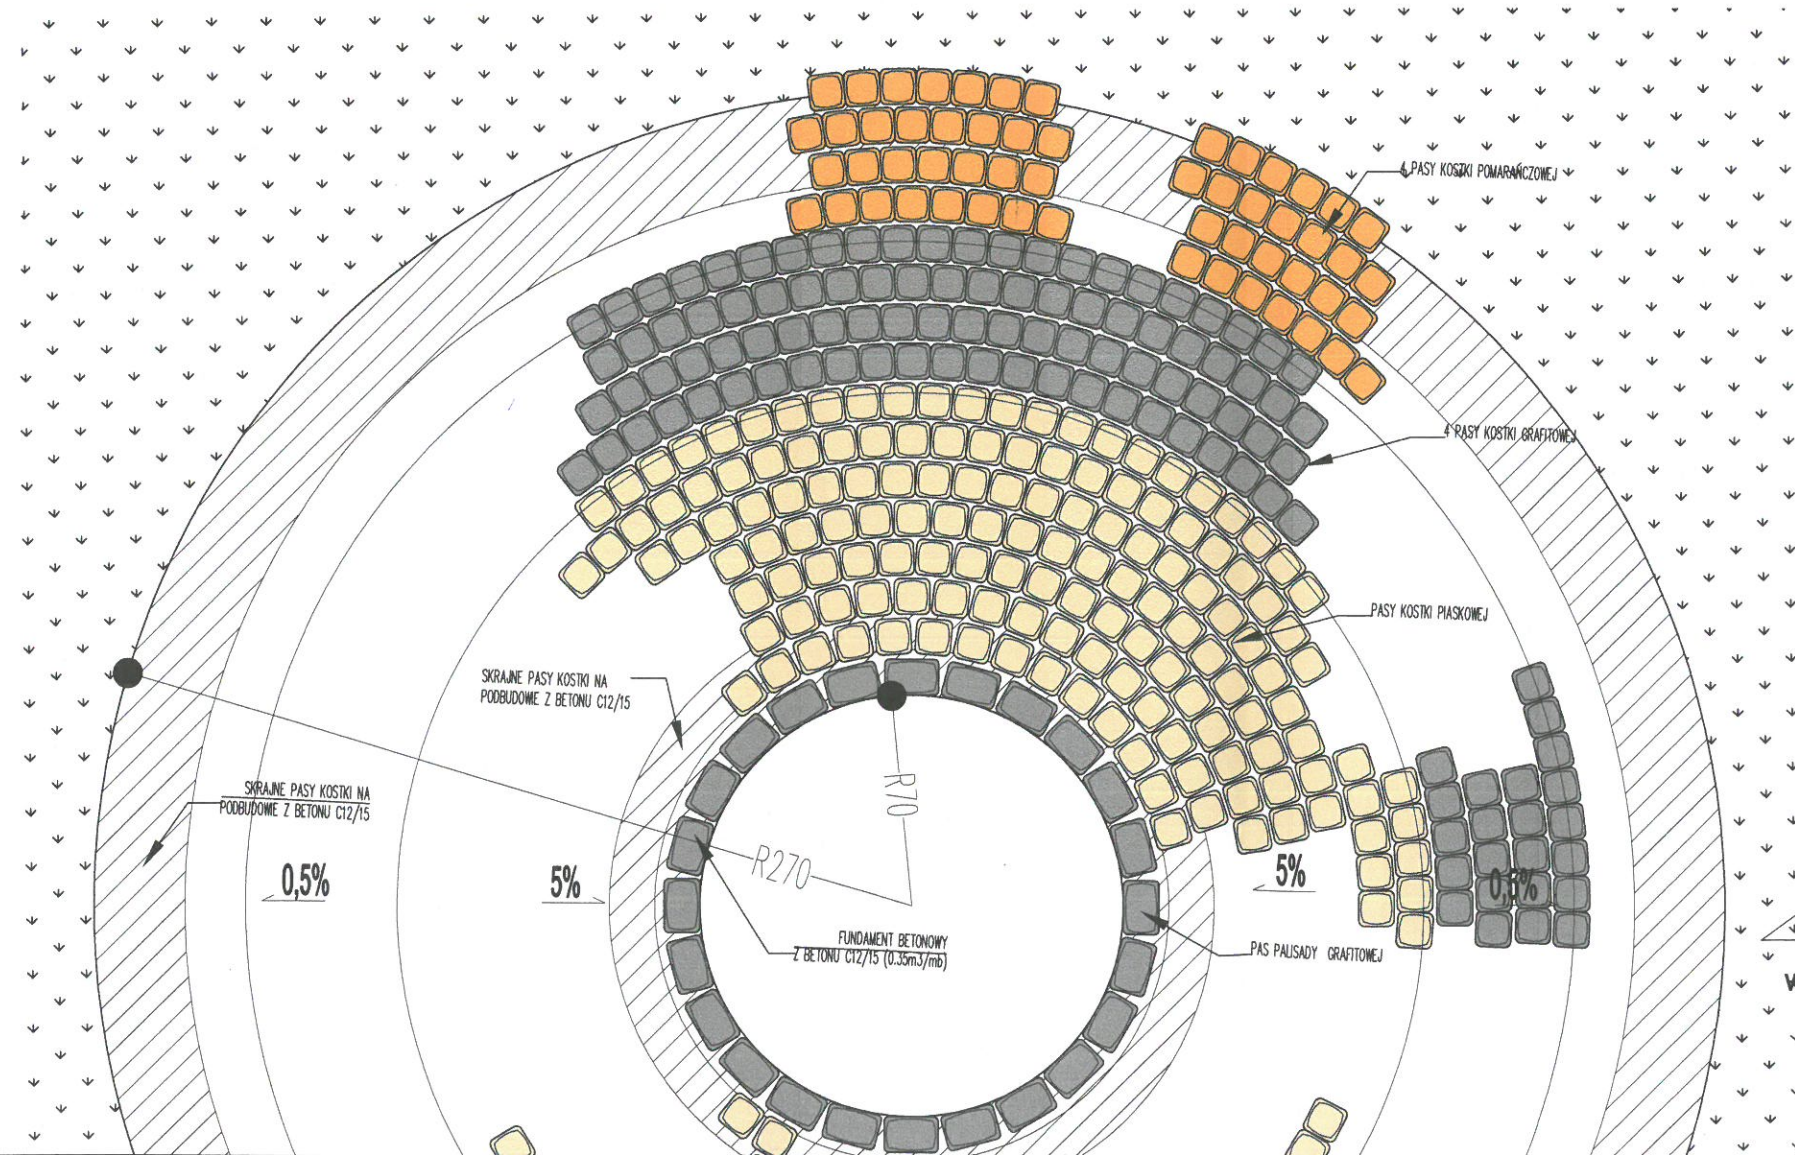 4 PASY KOSTKI POMARAŃCZOWEJ
4 PASY KOSTKI GRAFITOWEJ
PASY KOSTKI PIASKOWEJ
SKRAJNE PASY KOSTKI NA
PODBUDOWIE Z BETONU C12/15
SKRAJNE PASY KOSTKI NA
PODBUDOWIE Z BETONU C12/15
R70
R270
0,5%
5%
5%
0,5%
FUNDAMENT BETONOWY
Z BETONU C12/15 (0.35m3/mb)
PAS PALISADY GRAFITOWEJ